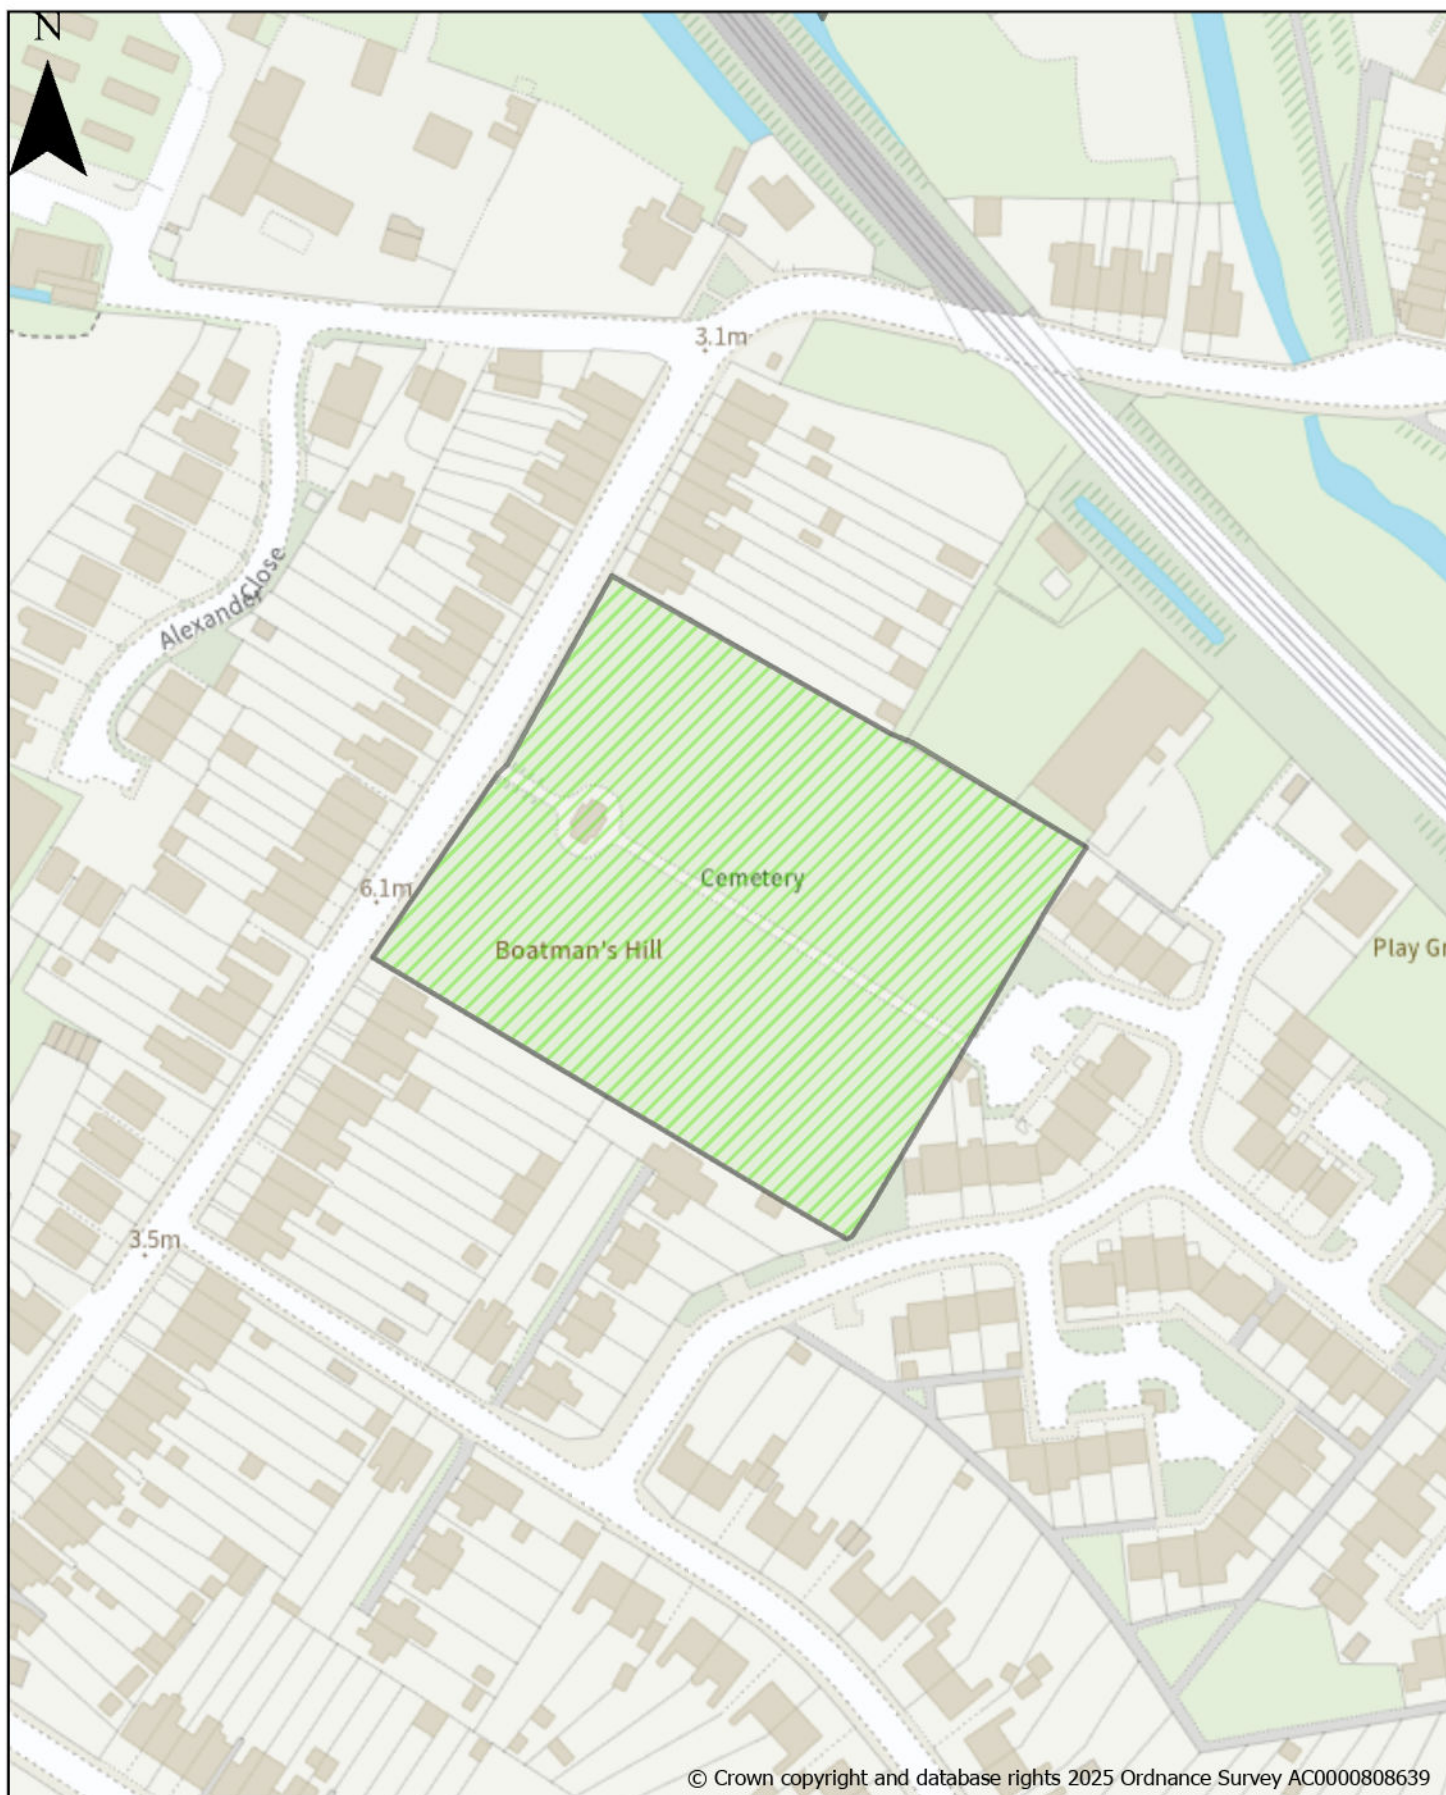 N
3.1m
Alexander Close
6.1m
Cemetery
Boatman's Hill
Play Gr
3.5m
© Crown copyright and database rights 2025 Ordnance Survey AC0000808639